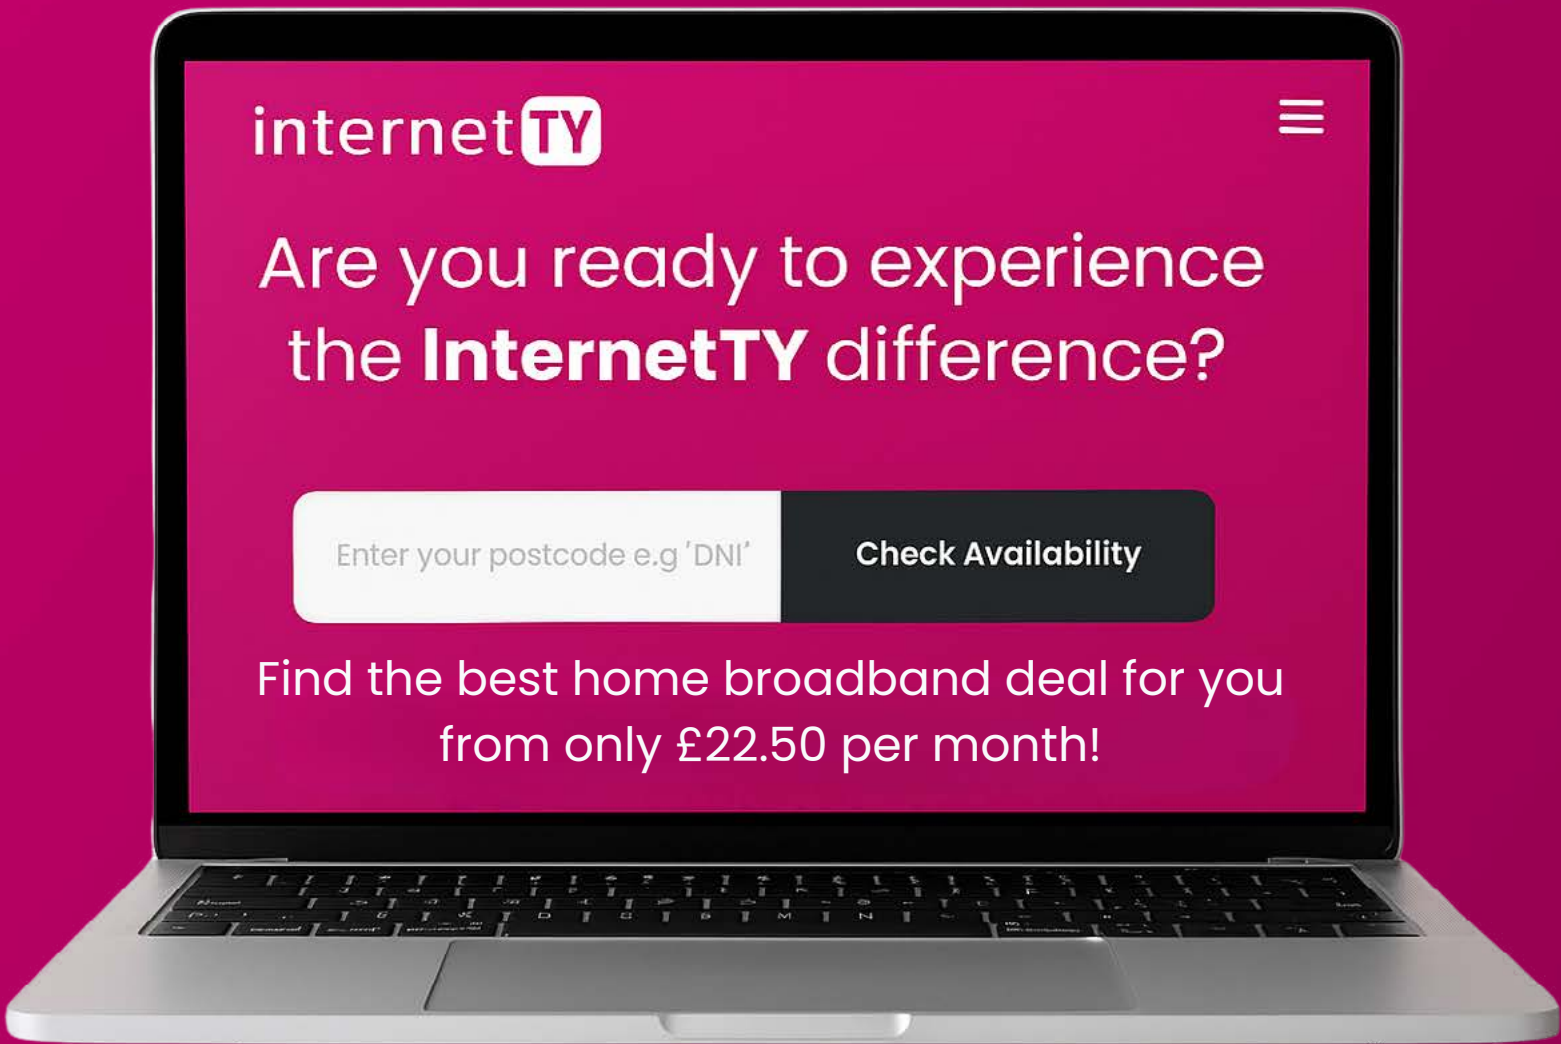 internetTY
Are you ready to experience
the InternetTY difference?
Enter your postcode e.g 'DNI'
Check Availability
Find the best home broadband deal for you
from only £22.50 per month!